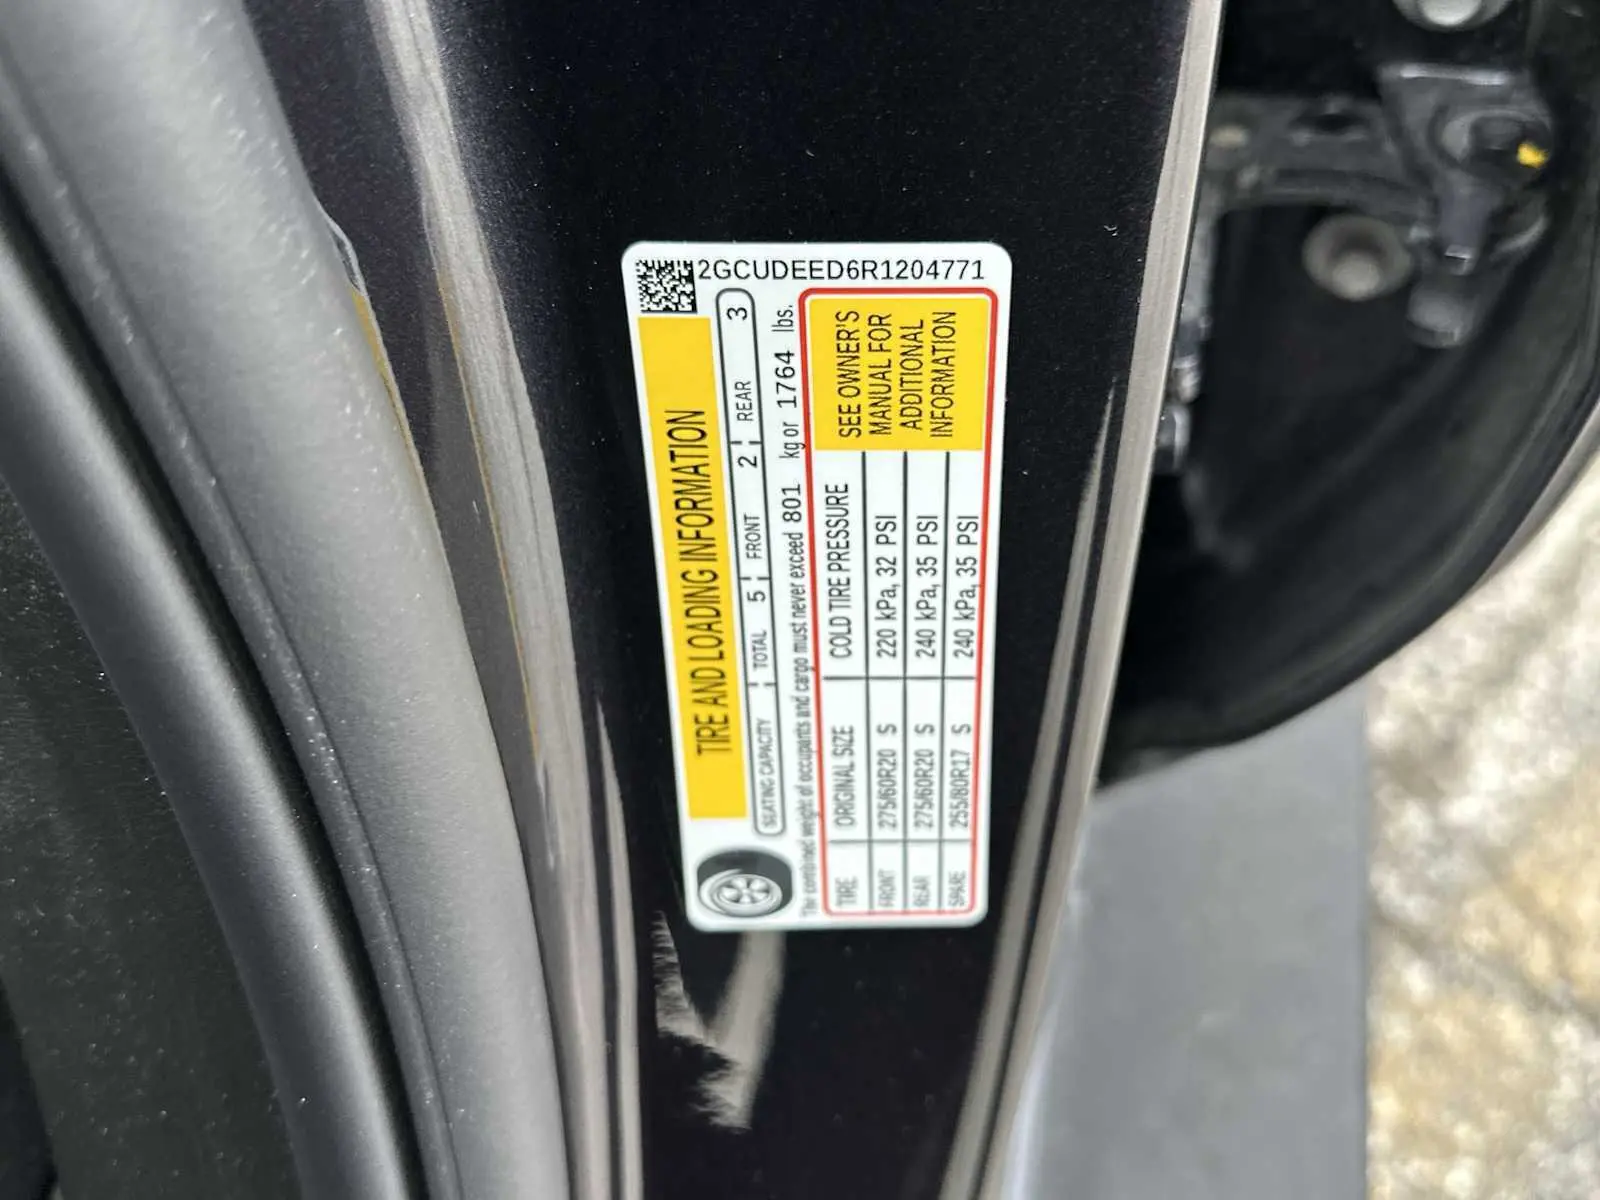 2GCUDEED6R1204771
TIRE AND LOADING INFORMATION
SEATING CAPACITY TOTAL 5 FRONT 2 REAR 3
The combined weight of occupants and cargo must never exceed 801 kg or 1764 lbs.
TIRE ORIGINAL SIZE COLD TIRE PRESSURE
FRONT 275/60R20 S 220 kPa, 32 PSI
REAR 275/60R20 S 240 kPa, 35 PSI
SPARE 255/80R17 S 240 kPa, 35 PSI
SEE OWNER'S
MANUAL FOR
ADDITIONAL
INFORMATION